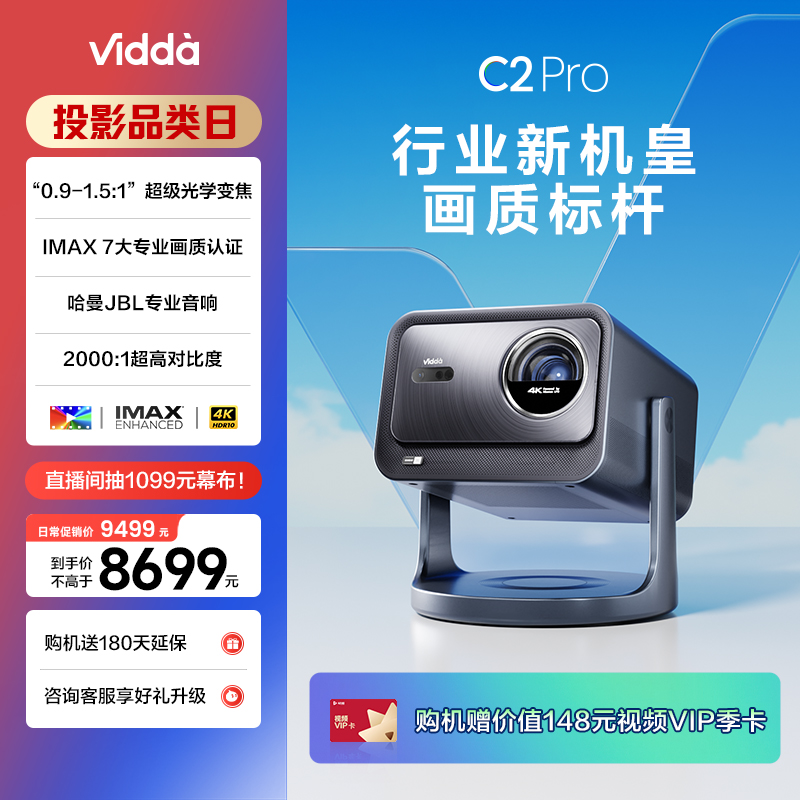 Vidda
投影品类日
“0.9-1.5:1”超级光学变焦
IMAX 7大专业画质认证
哈曼JBL专业音响
2000:1超高对比度
IMAX
ENHANCED
4K
HDR10
直播间抽1099元幕布！
日常促销价 9499元
到手价
不高于
8699元
购机送180天延保
咨询客服享好礼升级
C2 Pro
行业新机皇
画质标杆
Vidda
4K
视频
VIP卡
购机赠价值148元视频VIP季卡